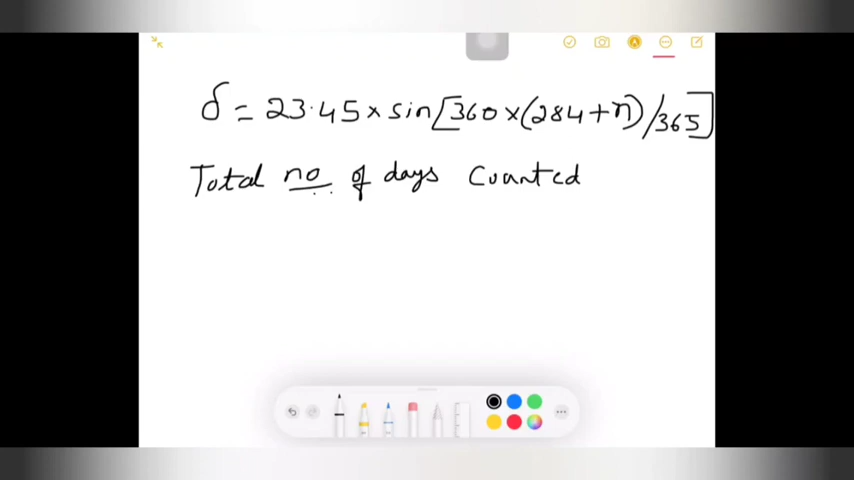 δ = 23.45 × sin[360 × (284 + n)/365]
Total no of days Counted